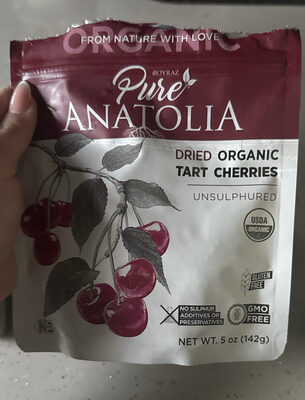 ORGANIC
FROM NATURE WITH LOVE
BOYRAZ
Pure
ANATOLIA
DRIED ORGANIC
TART CHERRIES
UNSULPHURED
USDA
ORGANIC
GLUTEN
FREE
NO SULPHUR
ADDITIVES OR
PRESERVATIVES
GMO
FREE
K
NET WT. 5 oz (142g)